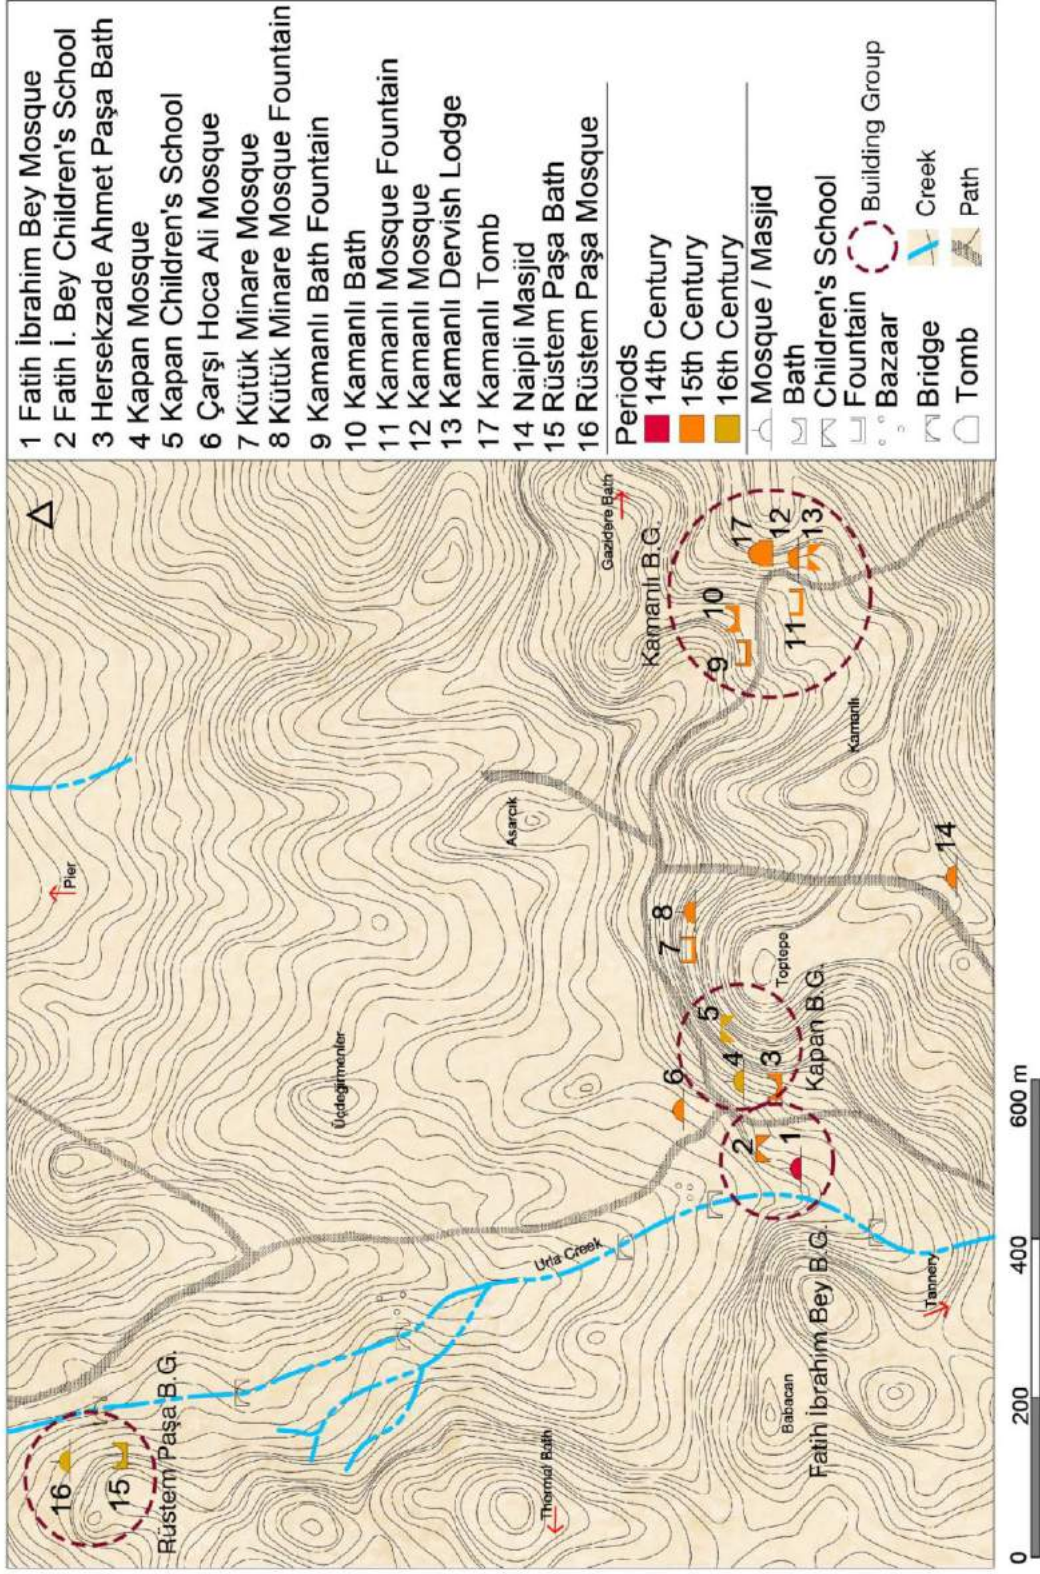 1 Fatih İbrahim Bey Mosque
2 Fatih İ. Bey Children's School
3 Hersekzade Ahmet Paşa Bath
4 Kapan Mosque
5 Kapan Children's School
6 Çarşı Hoca Ali Mosque
7 Kütük Minare Mosque
8 Kütük Minare Mosque Fountain
9 Kamanlı Bath Fountain
10 Kamanlı Bath
11 Kamanlı Mosque Fountain
12 Kamanlı Mosque
13 Kamanlı Dervish Lodge
17 Kamanlı Tomb
14 Naipli Masjid
15 Rüstem Paşa Bath
16 Rüstem Paşa Mosque
Periods
14th Century
15th Century
16th Century
Mosque / Masjid
Bath
Children's School
Fountain
Bazaar
Bridge
Tomb
Building Group
Creek
Path
16
15
Rüstem Paşa B.G.
Pier
Üçdeğirmenler
Asarcık
Thormal Bath
Urla Creek
Gazidere Bath
Kamanlı B.G.
9
10
17
12
13
11
Kamanlı
6
7
8
5
4
3
Toptepe
Kapan B.G.
2
1
14
Babacan
Fatih İbrahim Bey B.G.
Tannery
0
200
400
600 m